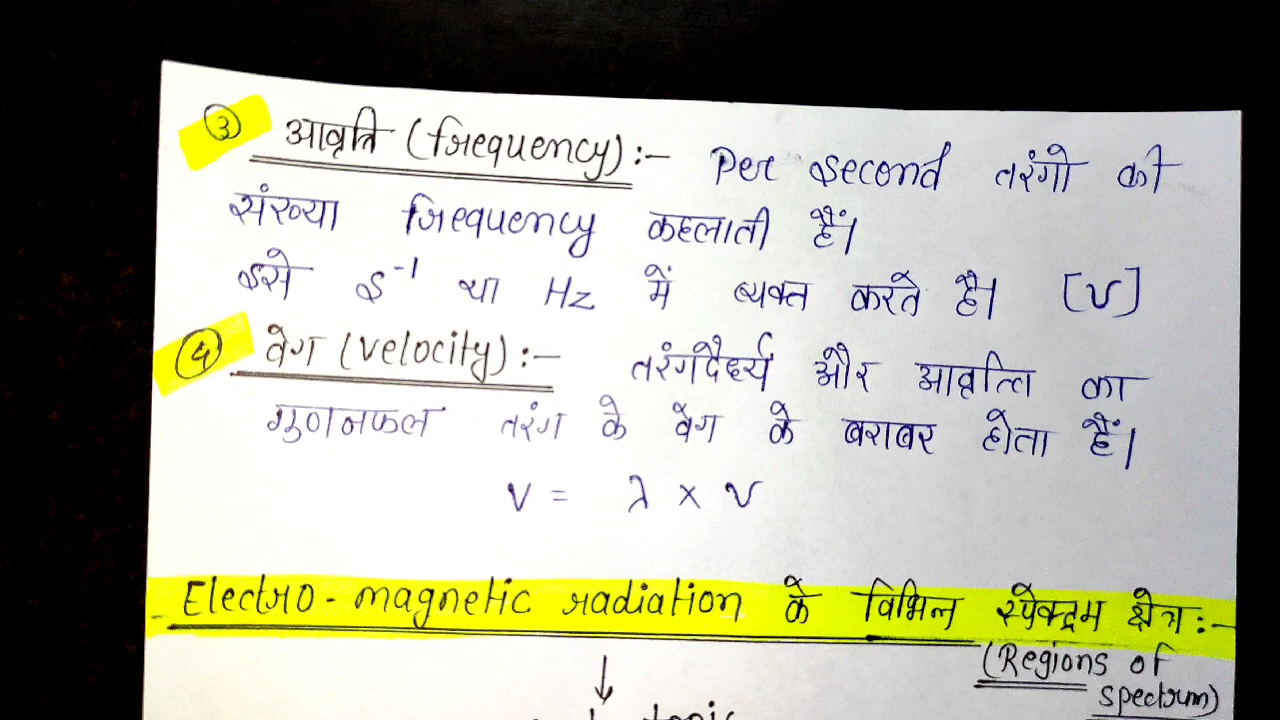 ③ आवृत्ति (frequency) :- Per second तरंगो की
संख्या frequency कहलाती हैं।
इसे s⁻¹ या Hz में व्यक्त करते है। [ν]
④ वेग (velocity) :- तरंगदैर्ध्य और आवृत्ति का
गुणनफल तरंग के वेग के बराबर होता हैं।
v = λ × ν
Electro-magnetic radiation के विभिन्न स्पेक्ट्रम क्षेत्र :-
(Regions of
spectrum)
↓